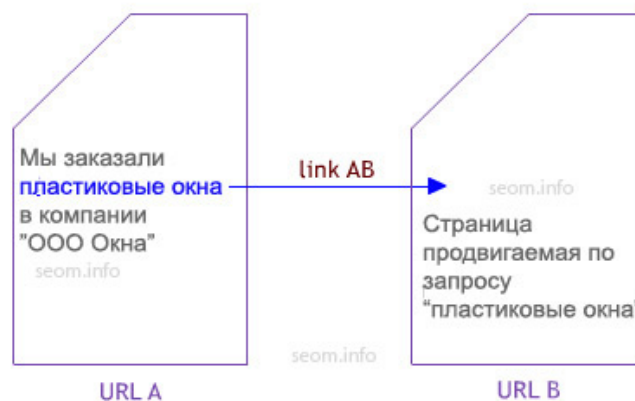 Мы заказали
пластиковые окна
в компании
"ООО Окна"
seom.info
URL A
link AB
seom.info
seom.info
Страница
продвигаемая по
запросу
“пластиковые окна"
URL B